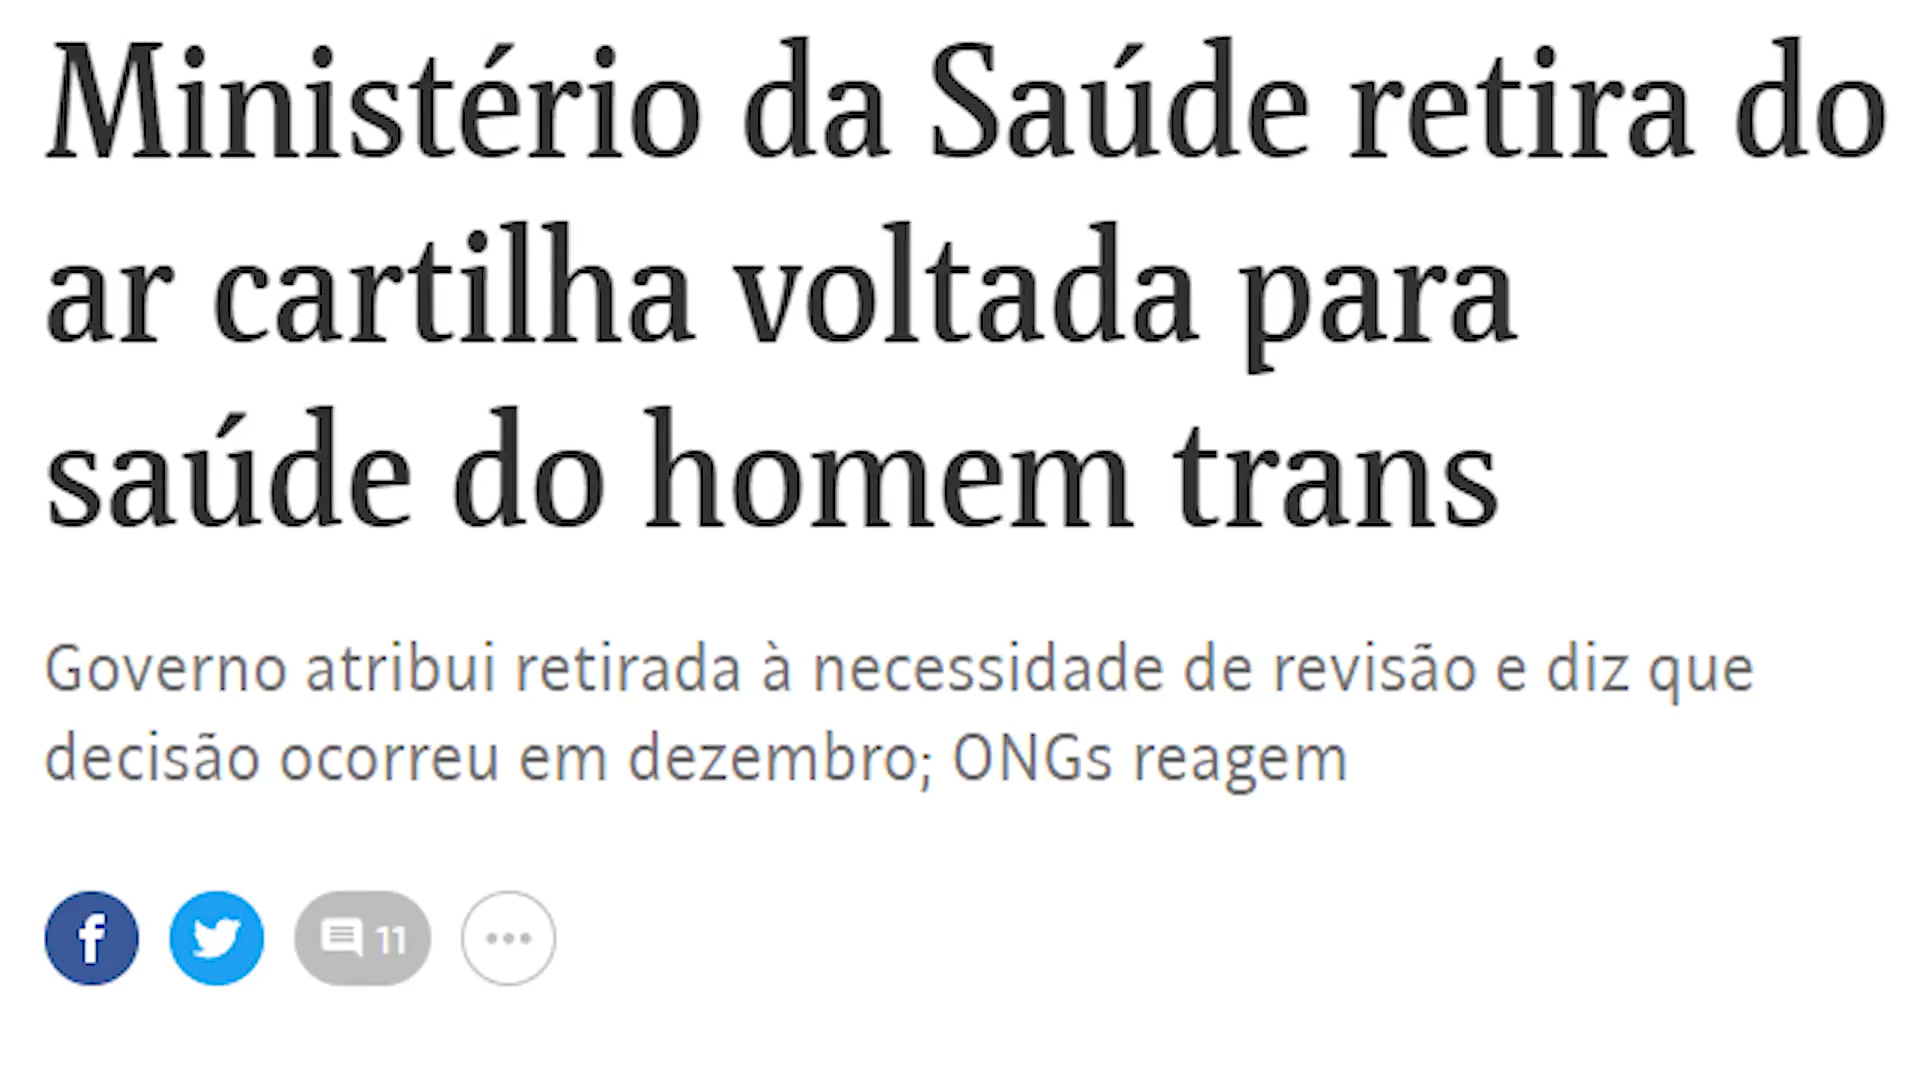 Ministério da Saúde retira do
ar cartilha voltada para
saúde do homem trans
Governo atribui retirada à necessidade de revisão e diz que
decisão ocorreu em dezembro; ONGs reagem
f 11